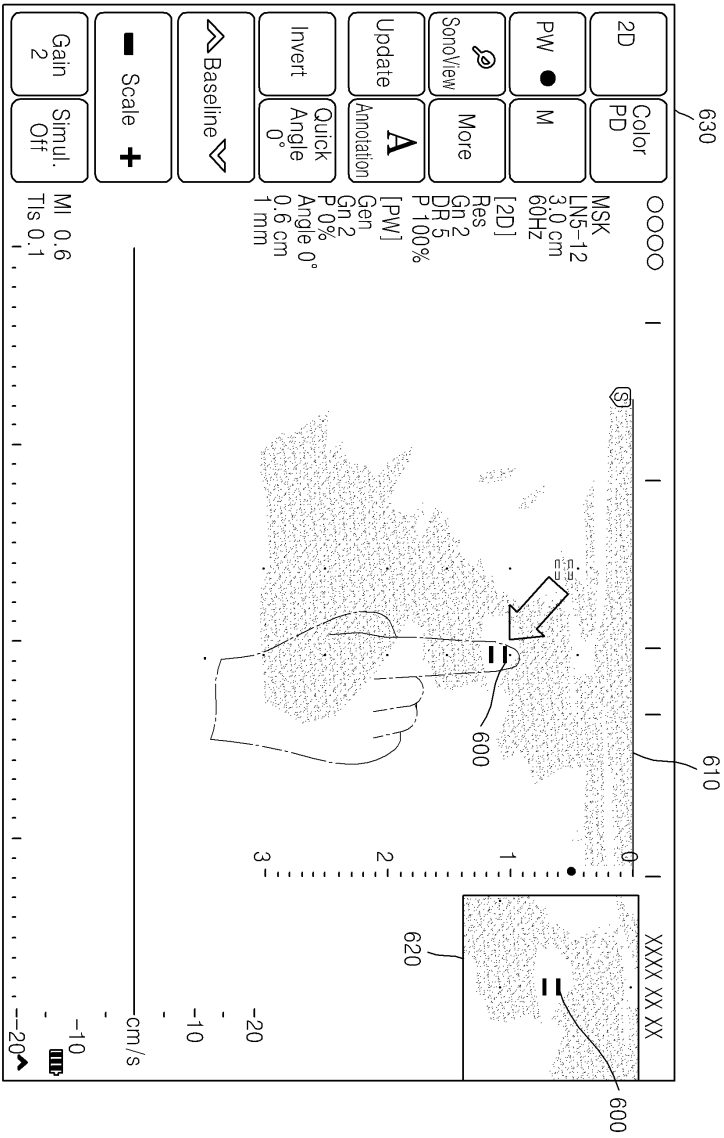 630
610
2D
Color
PD
PW ●
M
SonoView
More
Update
A
Annotation
Invert
Quick
Angle
0°
Baseline
− Scale +
Gain
2
Simul.
Off
OOOO
MSK
LN5-12
3.0 cm
60Hz
[2D]
Res
Gn 2
DR 5
P 100%
[PW]
Gen
Gn 2
P 0%
Angle 0°
0.6 cm
1 mm
MI 0.6
TIs 0.1
S
600
0
1
2
3
XXXX XX XX
600
620
-20
-10
cm/s
-10
-20